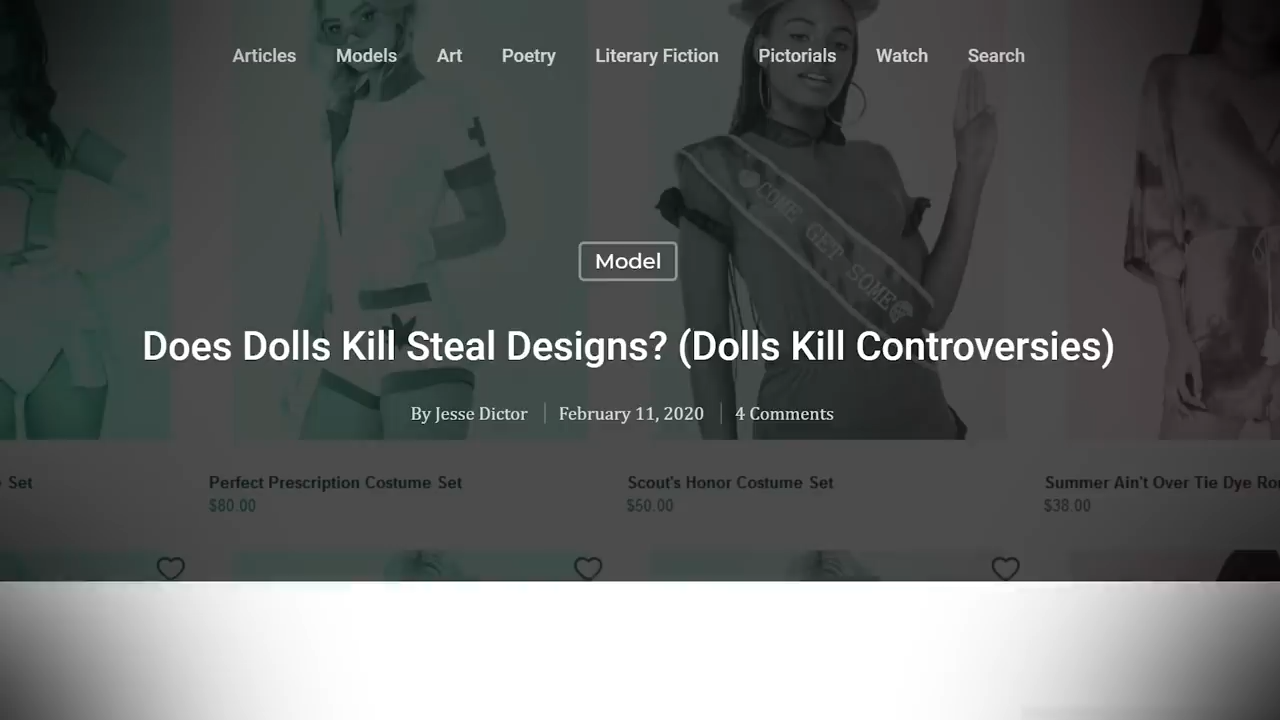 Articles Models Art Poetry Literary Fiction Pictorials Watch Search
COME GET SOME
Model
Does Dolls Kill Steal Designs? (Dolls Kill Controversies)
By Jesse Dictor February 11, 2020 4 Comments
Set Perfect Prescription Costume Set Scout's Honor Costume Set Summer Ain't Over Tie Dye
$80.00 $50.00 $38.00